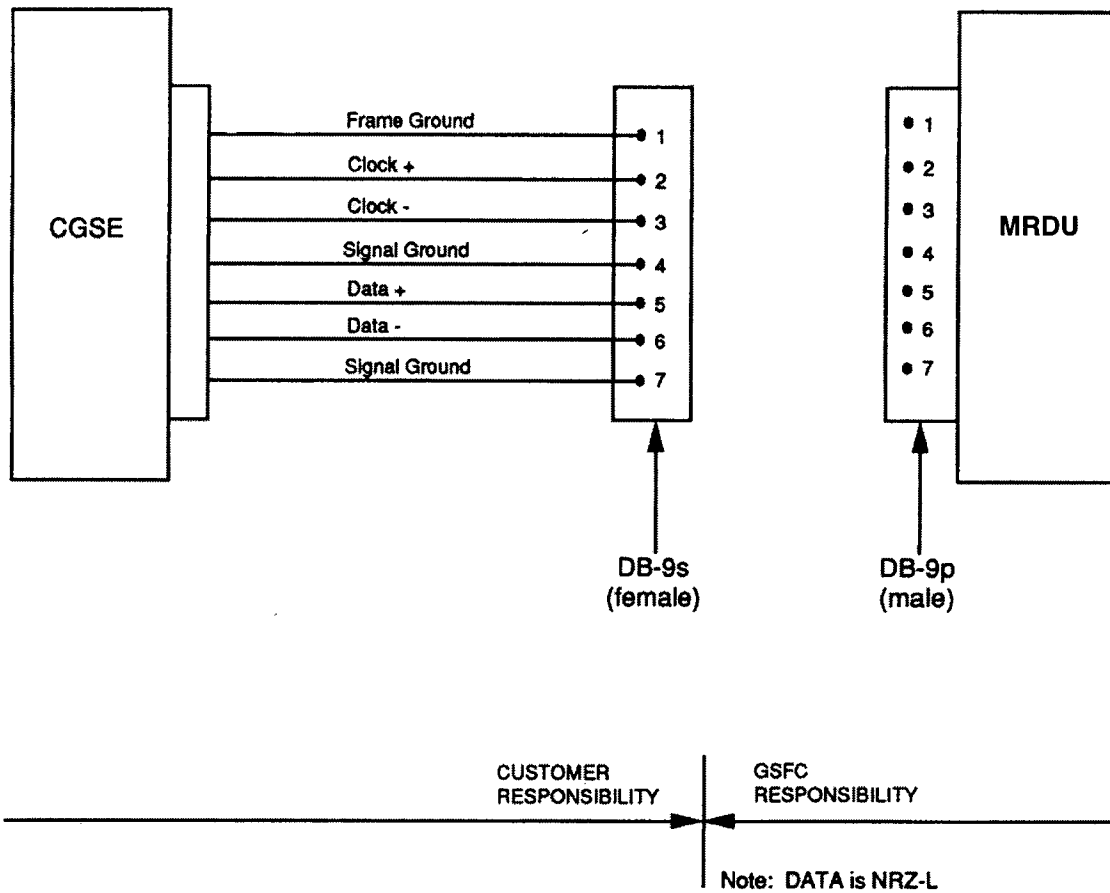 CGSE
Frame Ground
Clock +
Clock -
Signal Ground
Data +
Data -
Signal Ground
1
2
3
4
5
6
7
1
2
3
4
5
6
7
MRDU
DB-9s
(female)
DB-9p
(male)
CUSTOMER
RESPONSIBILITY
GSFC
RESPONSIBILITY
Note: DATA is NRZ-L